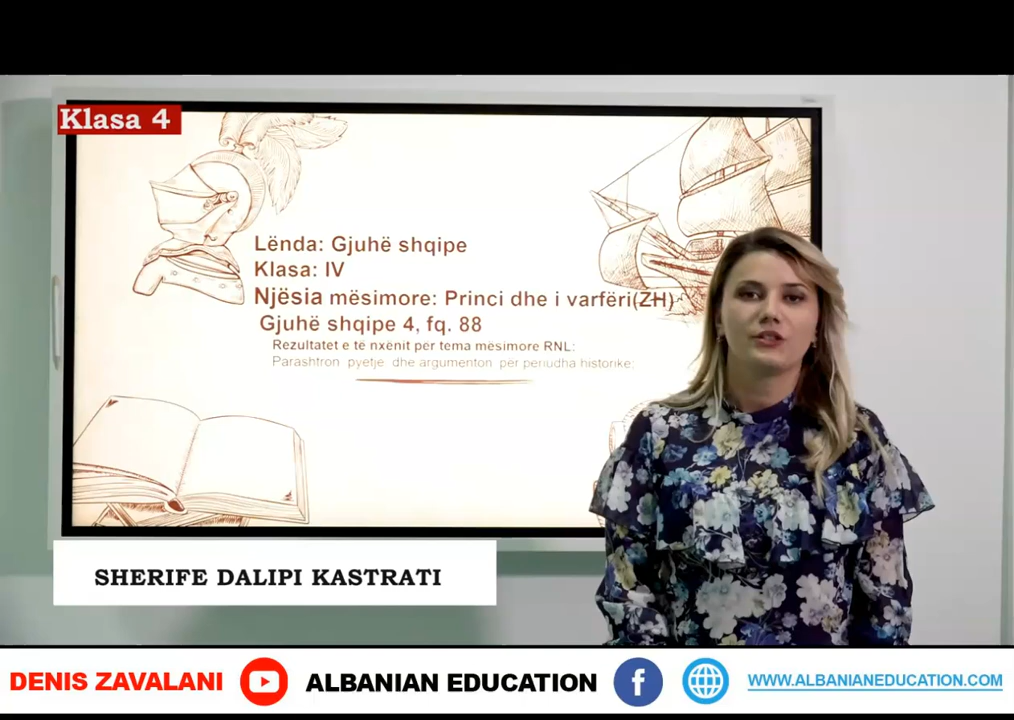 Klasa 4
Lënda: Gjuhë shqipe
Klasa: IV
Njësia mësimore: Princi dhe i varfëri(ZH)
Gjuhë shqipe 4, fq. 88
Rezultatet e të nxënit për tema mësimore RNL:
Parashtron pyetje dhe argumenton për periudha historike;
SHERIFE DALIPI KASTRATI
DENIS ZAVALANI ALBANIAN EDUCATION WWW.ALBANIANEDUCATION.COM